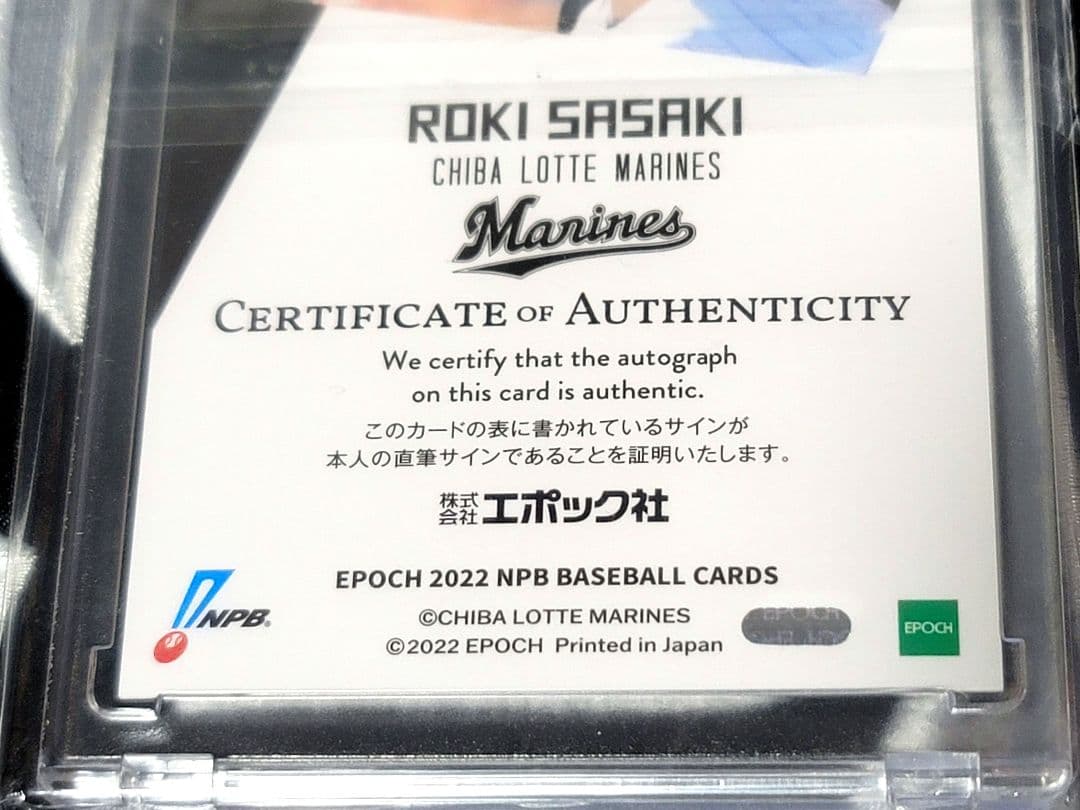 ROKI SASAKI
CHIBA LOTTE MARINES
Marines
CERTIFICATE OF AUTHENTICITY
We certify that the autograph
on this card is authentic.
このカードの表に書かれているサインが
本人の直筆サインであることを証明いたします。
株式会社エポック社
EPOCH 2022 NPB BASEBALL CARDS
NPB®
©CHIBA LOTTE MARINES
EPOCH
EPOCH
©2022 EPOCH Printed in Japan